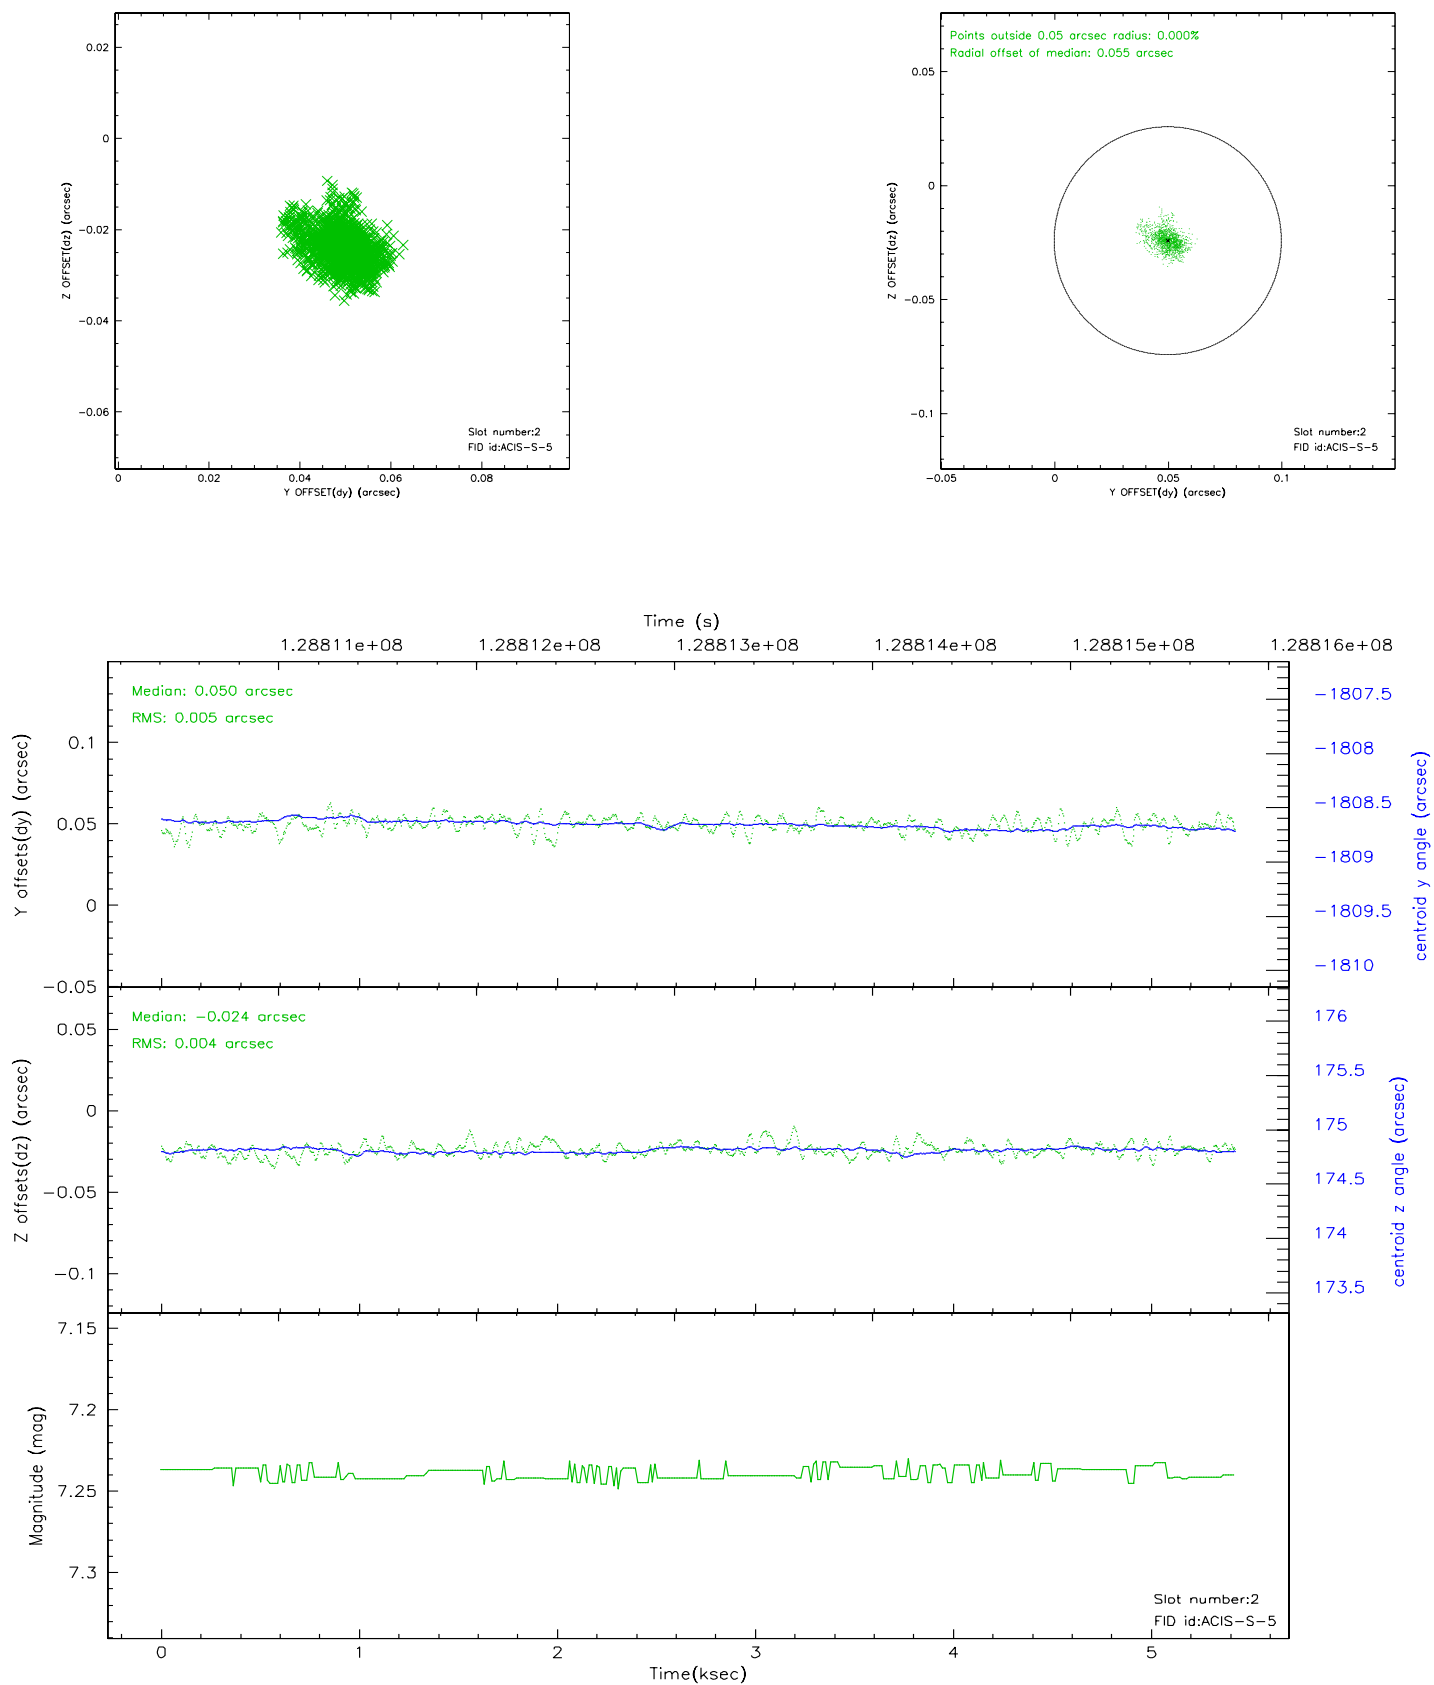 0.02
0
-0.02
-0.04
-0.06
Z OFFSET(dz) (arcsec)
Slot number:2
FID id:ACIS-S-5
0 0.02 0.04 0.06 0.08
Y OFFSET(dy) (arcsec)
Points outside 0.05 arcsec radius: 0.000%
Radial offset of median: 0.055 arcsec
0.05
0
-0.05
-0.1
Z OFFSET(dz) (arcsec)
Slot number:2
FID id:ACIS-S-5
-0.05 0 0.05 0.1
Y OFFSET(dy) (arcsec)
Time (s)
1.28811e+08 1.28812e+08 1.28813e+08 1.28814e+08 1.28815e+08 1.28816e+08
Median: 0.050 arcsec
RMS: 0.005 arcsec
0.1
0.05
0
-0.05
Y offsets(dy) (arcsec)
-1807.5
-1808
-1808.5
-1809
-1809.5
-1810
centroid y angle (arcsec)
Median: -0.024 arcsec
RMS: 0.004 arcsec
0.05
0
-0.05
-0.1
Z offsets(dz) (arcsec)
176
175.5
175
174.5
174
173.5
centroid z angle (arcsec)
7.15
7.2
7.25
7.3
Magnitude (mag)
Slot number:2
FID id:ACIS-S-5
0 1 2 3 4 5
Time(ksec)